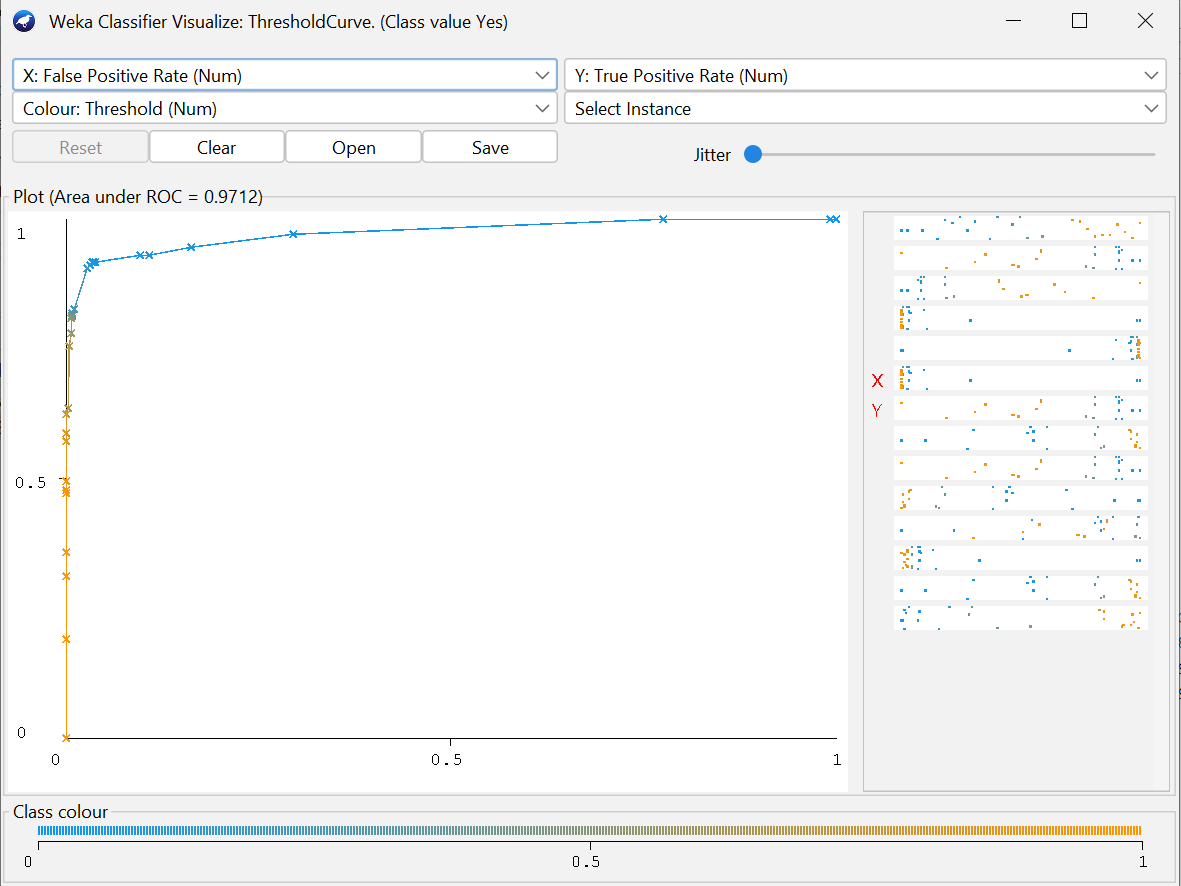 Weka Classifier Visualize: ThresholdCurve. (Class value Yes)
X: False Positive Rate (Num)
Y: True Positive Rate (Num)
Colour: Threshold (Num)
Select Instance
Reset
Clear
Open
Save
Jitter
Plot (Area under ROC = 0.9712)
1
0.5
0
0
0.5
1
X
Y
Class colour
0
0.5
1